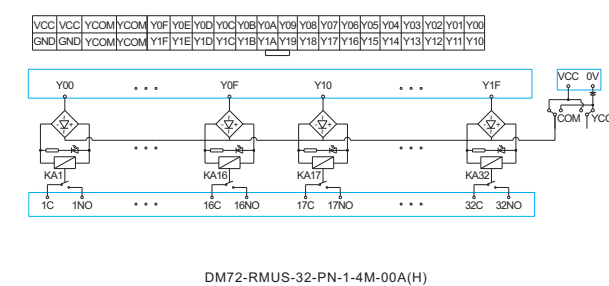 VCC VCC YCOM YCOM Y0F Y0E Y0D Y0C Y0B Y0A Y09 Y08 Y07 Y06 Y05 Y04 Y03 Y02 Y01 Y00
GND GND YCOM YCOM Y1F Y1E Y1D Y1C Y1B Y1A Y19 Y18 Y17 Y16 Y15 Y14 Y13 Y12 Y11 Y10
VCC 0V
Y00 Y0F Y10 Y1F
COM YCO
KA1 KA16 KA17 KA32
1C 1NO 16C 16NO 17C 17NO 32C 32NO
DM72-RMUS-32-PN-1-4M-00A(H)